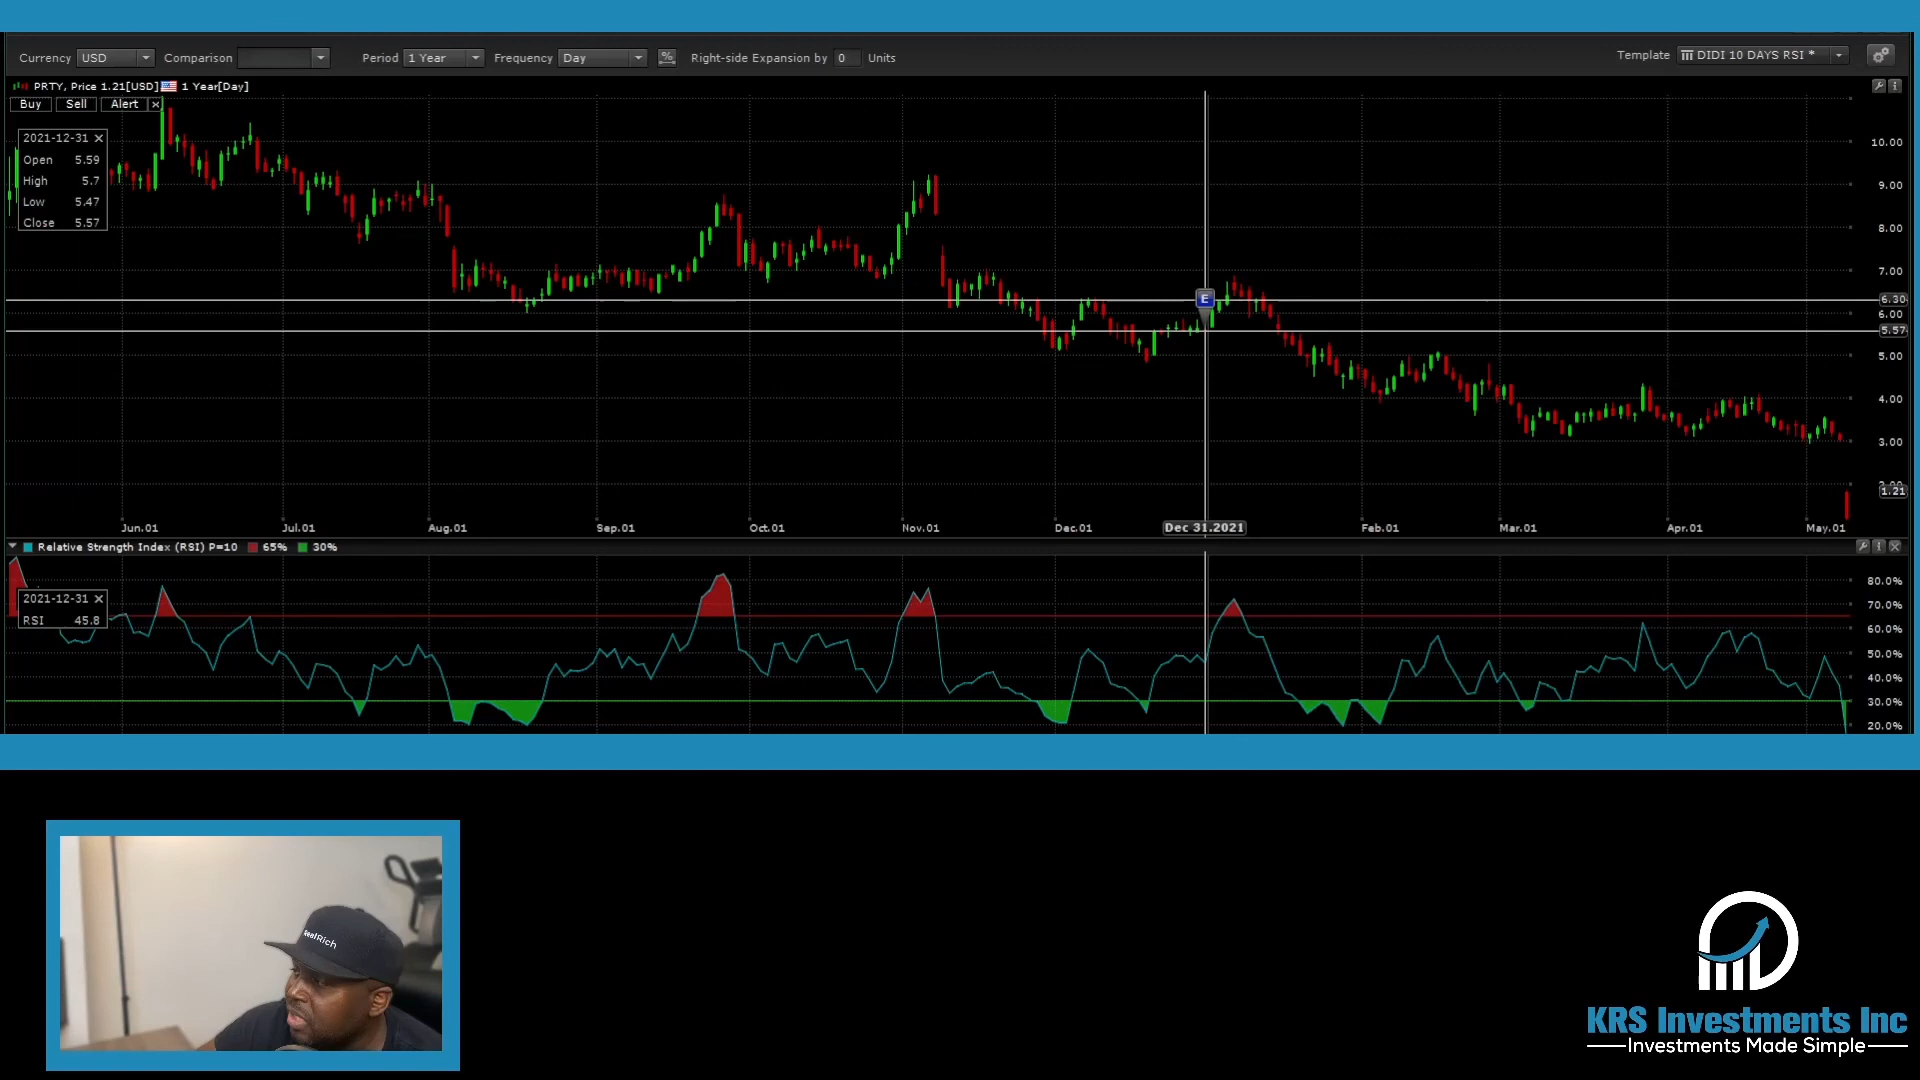 Currency USD Comparison Period 1 Year Frequency Day % Right-side Expansion by 0 Units Template DIDI 10 DAYS RSI *
PRTY, Price 1.21[USD] 1 Year[Day]
Buy Sell Alert x
2021-12-31 x
Open 5.59
High 5.7
Low 5.47
Close 5.57
E
10.00
9.00
8.00
7.00
6.30
6.00
5.57
5.00
4.00
3.00
2.00
1.21
Jun.01 Jul.01 Aug.01 Sep.01 Oct.01 Nov.01 Dec.01 Dec 31.2021 Feb.01 Mar.01 Apr.01 May.01
Relative Strength Index (RSI) P=10 65% 30%
2021-12-31 x
RSI 45.8
80.0%
70.0%
60.0%
50.0%
40.0%
30.0%
20.0%
RealRich
KRS Investments Inc
Investments Made Simple